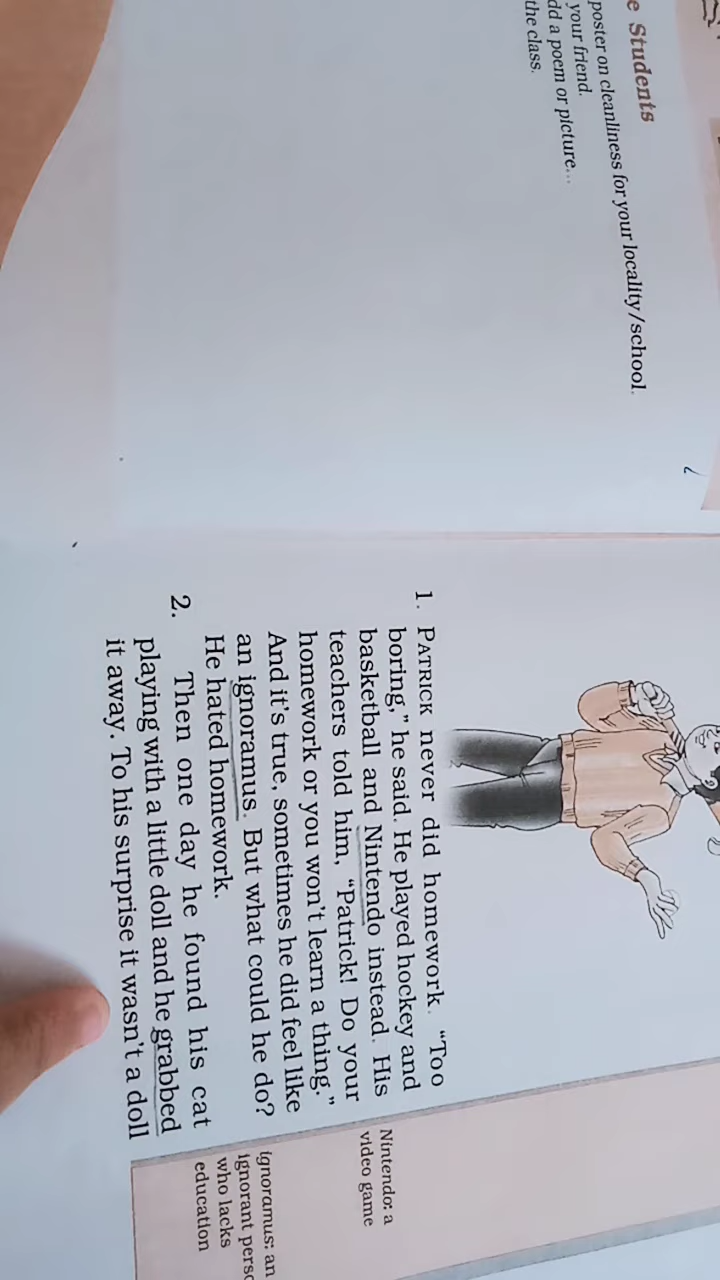 e Students
poster on cleanliness for your locality/school.
your friend.
dd a poem or picture...
the class.
1. PATRICK never did homework. “Too
boring,” he said. He played hockey and
basketball and Nintendo instead. His
teachers told him, “Patrick! Do your
homework or you won't learn a thing.”
And it's true, sometimes he did feel like
an ignoramus. But what could he do?
He hated homework.
2. Then one day he found his cat
playing with a little doll and he grabbed
it away. To his surprise it wasn't a doll
Nintendo: a
video game
ignoramus: an
ignorant perso
who lacks
education